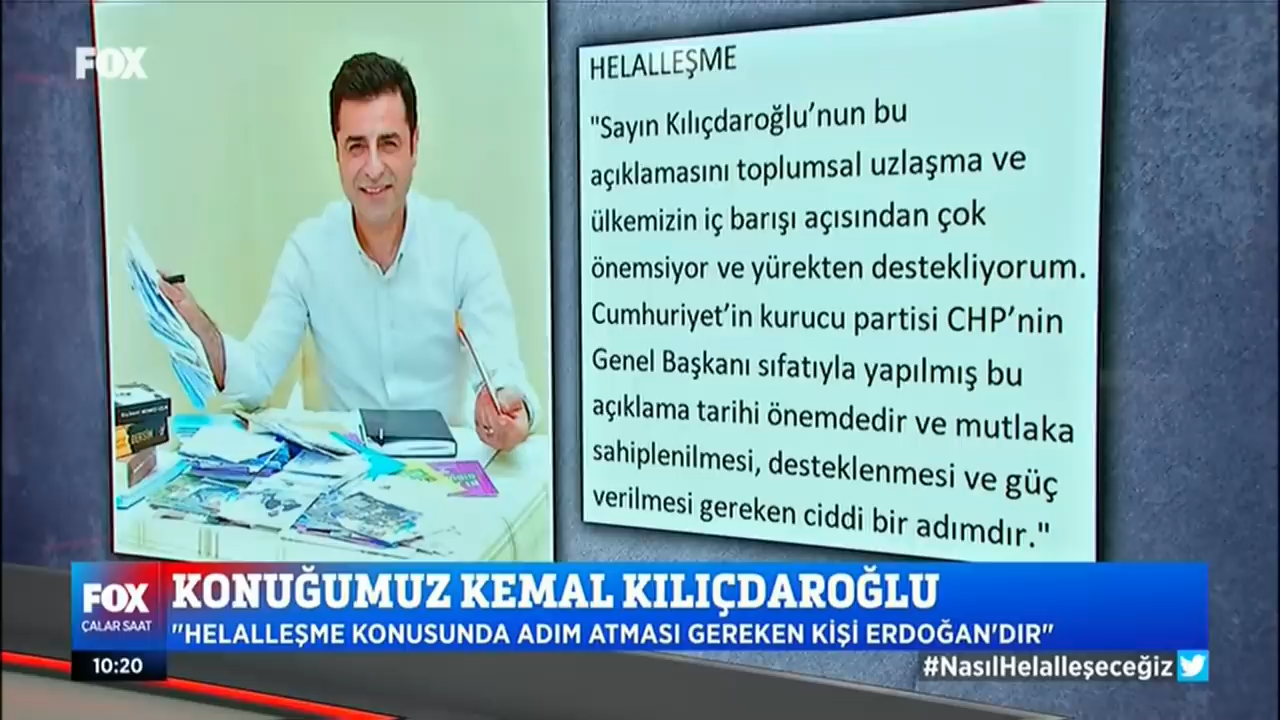 FOX
HELALLEŞME
"Sayın Kılıçdaroğlu'nun bu
açıklamasını toplumsal uzlaşma ve
ülkemizin iç barışı açısından çok
önemsiyor ve yürekten destekliyorum.
Cumhuriyet'in kurucu partisi CHP'nin
Genel Başkanı sıfatıyla yapılmış bu
açıklama tarihi önemdedir ve mutlaka
sahiplenilmesi, desteklenmesi ve güç
verilmesi gereken ciddi bir adımdır."
DERSİM
FOX
ÇALAR SAAT
KONUĞUMUZ KEMAL KILIÇDAROĞLU
"HELALLEŞME KONUSUNDA ADIM ATMASI GEREKEN KİŞİ ERDOĞAN'DIR"
10:20
#NasılHelalleşeceğiz